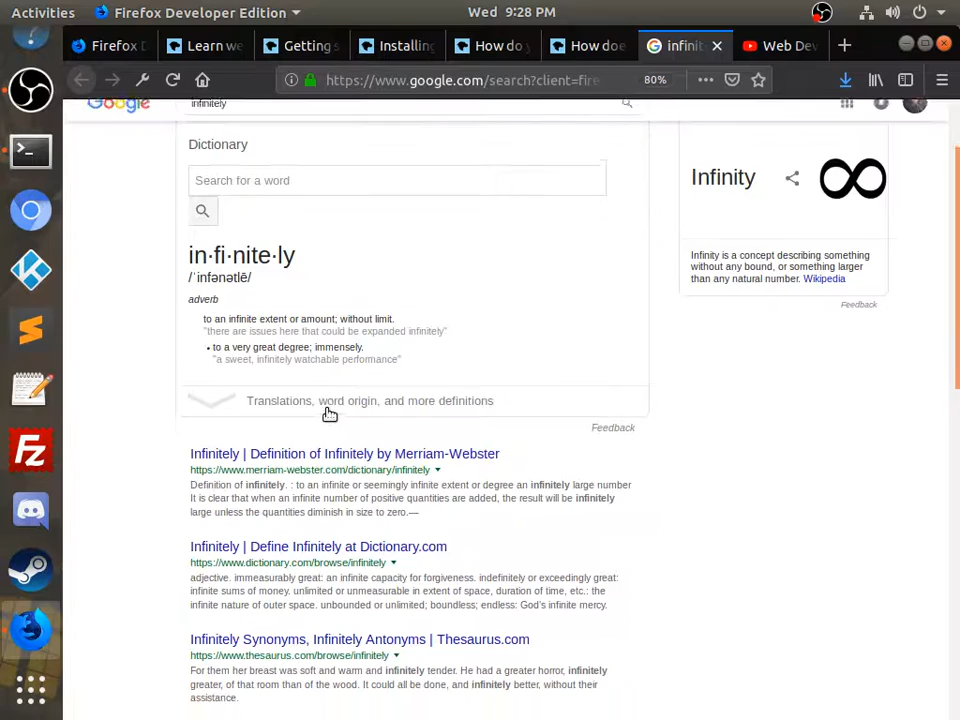 Activities
Firefox Developer Edition
Wed 9:28 PM
Firefox D
Learn we
Getting s
Installing
How do y
How does
infinit
Web Dev
https://www.google.com/search?client=fire
80%
Google
infinitely
Dictionary
Search for a word
in·fi·nite·ly
/ˈinfənətlē/
adverb
to an infinite extent or amount; without limit.
"there are issues here that could be expanded infinitely"
• to a very great degree; immensely.
"a sweet, infinitely watchable performance"
Translations, word origin, and more definitions
Feedback
Infinity
Infinity is a concept describing something
without any bound, or something larger
than any natural number. Wikipedia
Feedback
Infinitely | Definition of Infinitely by Merriam-Webster
https://www.merriam-webster.com/dictionary/infinitely
Definition of infinitely. : to an infinite or seemingly infinite extent or degree an infinitely large number
It is clear that when an infinite number of positive quantities are added, the result will be infinitely
large unless the quantities diminish in size to zero.—
Infinitely | Define Infinitely at Dictionary.com
https://www.dictionary.com/browse/infinitely
adjective. immeasurably great: an infinite capacity for forgiveness. indefinitely or exceedingly great:
infinite sums of money. unlimited or unmeasurable in extent of space, duration of time, etc.: the
infinite nature of outer space. unbounded or unlimited; boundless; endless: God's infinite mercy.
Infinitely Synonyms, Infinitely Antonyms | Thesaurus.com
https://www.thesaurus.com/browse/infinitely
For them her breast was soft and warm and infinitely tender. He had a greater horror, infinitely
greater, of that room than of the wood. It could all be done, and infinitely better, without their
assistance.